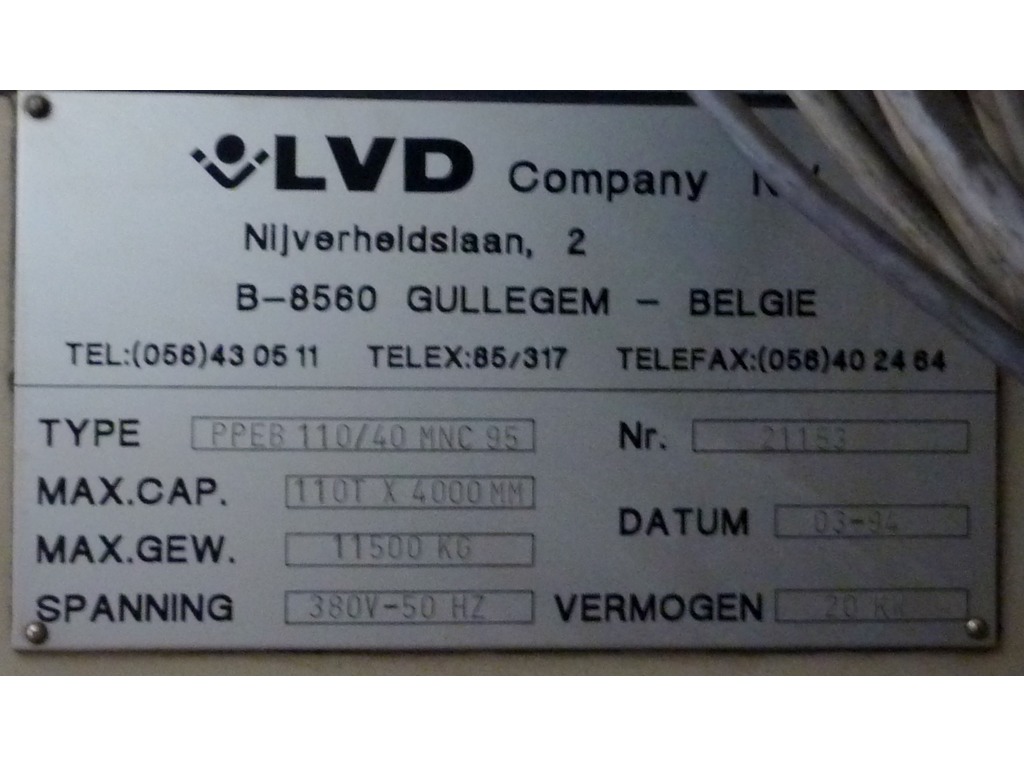 LVD Company
Nijverheidslaan, 2
B-8560 GULLEGEM - BELGIE
TEL:(056)43 05 11 TELEX:85/317 TELEFAX:(056)40 24 64
TYPE PPEB 110/40 MNC 95 Nr. 21153
MAX.CAP. 110T X 4000 MM
DATUM 03-94
MAX.GEW. 11500 KG
SPANNING 380V-50 HZ VERMOGEN 20